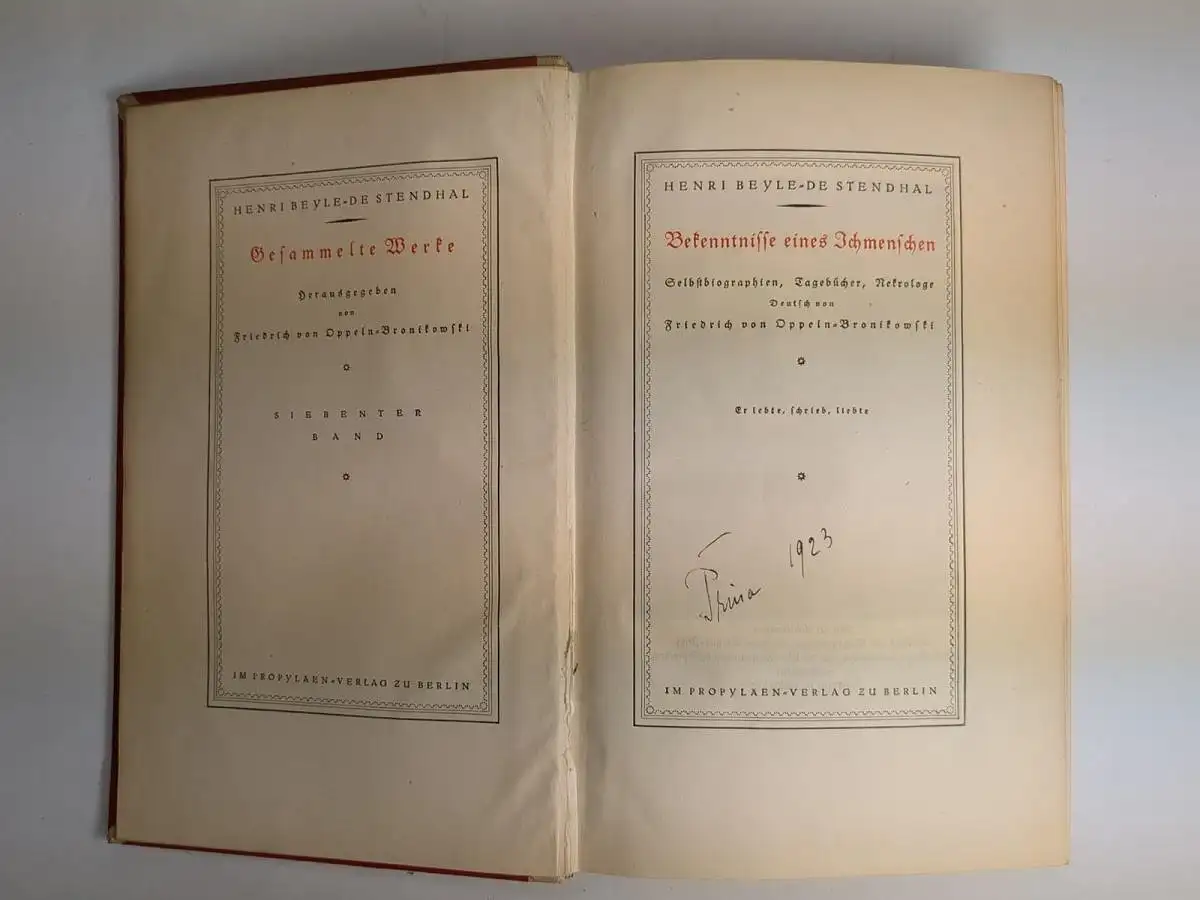 HENRI BEYLE-DE STENDHAL
Gesammelte Werke
Herausgegeben
von
Friedrich von Oppeln-Bronikowski
SIEBENTER
BAND
IM PROPYLÄEN-VERLAG ZU BERLIN
HENRI BEYLE-DE STENDHAL
Bekenntnisse eines Ichmenschen
Selbstbiographien, Tagebücher, Nekrologe
Deutsch von
Friedrich von Oppeln-Bronikowski
Er lebte, schrieb, liebte
1923
IM PROPYLÄEN-VERLAG ZU BERLIN